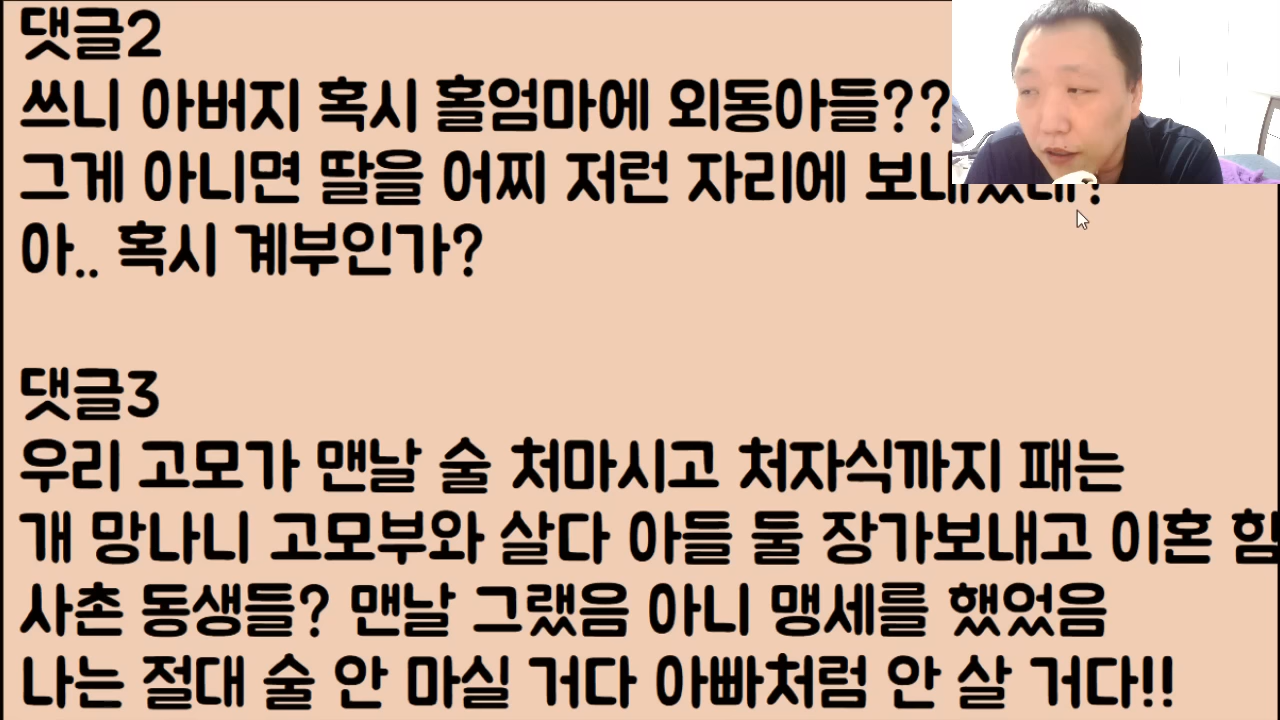 댓글2
쓰니 아버지 혹시 홀엄마에 외동아들??
그게 아니면 딸을 어찌 저런 자리에
아.. 혹시 계부인가?
댓글3
우리 고모가 맨날 술 처마시고 처자식까지 패는
개 망나니 고모부와 살다 아들 둘 장가보내고 이혼 함
사촌 동생들? 맨날 그랬음 아니 맹세를 했었음
나는 절대 술 안 마실 거다 아빠처럼 안 살 거다!!